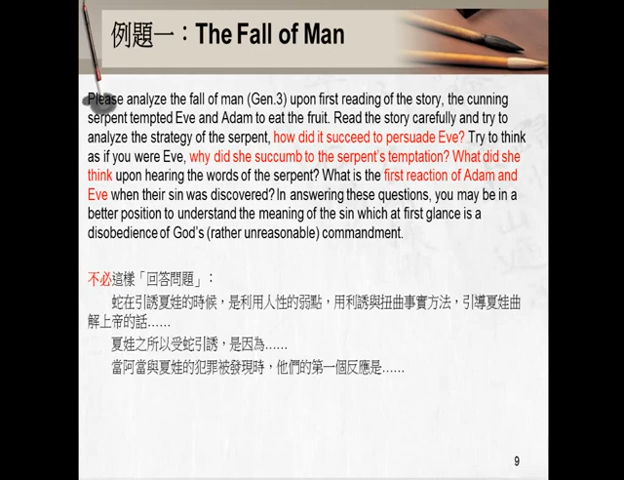 例題一：The Fall of Man
Please analyze the fall of man (Gen.3) upon first reading of the story, the cunning
serpent tempted Eve and Adam to eat the fruit. Read the story carefully and try to
analyze the strategy of the serpent, how did it succeed to persuade Eve? Try to think
as if you were Eve, why did she succumb to the serpent's temptation? What did she
think upon hearing the words of the serpent? What is the first reaction of Adam and
Eve when their sin was discovered? In answering these questions, you may be in a
better position to understand the meaning of the sin which at first glance is a
disobedience of God's (rather unreasonable) commandment.
不必這樣「回答問題」：
蛇在引誘夏娃的時候，是利用人性的弱點，用利誘與扭曲事實方法，引導夏娃曲
解上帝的話……
夏娃之所以受蛇引誘，是因為……
當阿當與夏娃的犯罪被發現時，他們的第一個反應是……
9